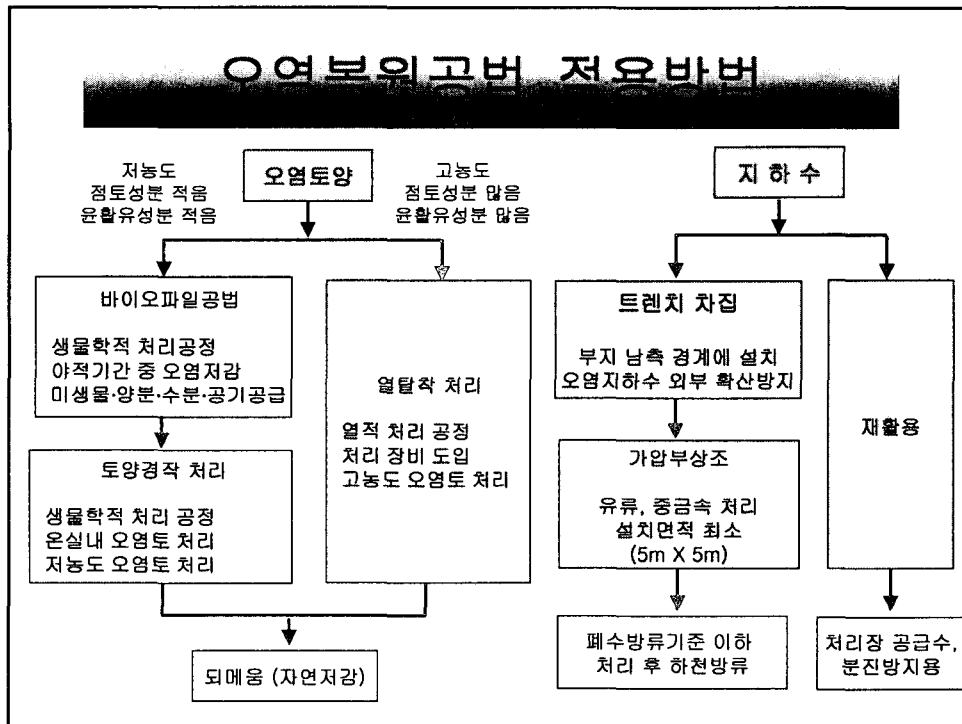 오염복원공법 적용방법
저농도
점토성분 적음
윤활유성분 적음
오염토양
고농도
점토성분 많음
윤활유성분 많음
바이오파일공법
생물학적 처리공정
야적기간 중 오염저감
미생물·양분·수분·공기공급
토양경작 처리
생물학적 처리 공정
온실내 오염토 처리
저농도 오염토 처리
열탈착 처리
열적 처리 공정
처리 장비 도입
고농도 오염토 처리
되메움 (자연저감)
지 하 수
트렌치 차집
부지 남측 경계에 설치
오염지하수 외부 확산방지
가압부상조
유류, 중금속 처리
설치면적 최소
(5m X 5m)
폐수방류기준 이하
처리 후 하천방류
재활용
처리장 공급수,
분진방지용